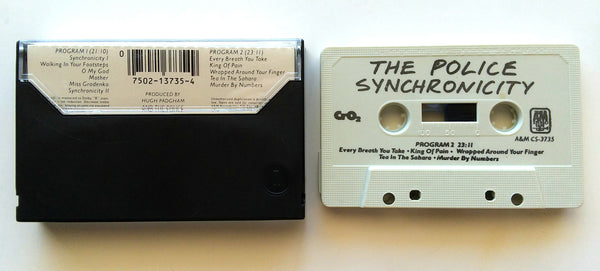 PROGRAM 1 (21:10)
Synchronicity I
Walking In Your Footsteps
O My God
Mother
Miss Gradenko
Synchronicity II
0
7502-13735-4
PROGRAM 2 (23:11)
Every Breath You Take
King Of Pain
Wrapped Around Your Finger
Tea In The Sahara
Murder By Numbers
PRODUCED BY
HUGH PADGHAM
THE POLICE
SYNCHRONICITY
CrO2
A&M
A&M CS-3735
PROGRAM 2 23:11
Every Breath You Take • King Of Pain • Wrapped Around Your Finger
Tea In The Sahara • Murder By Numbers